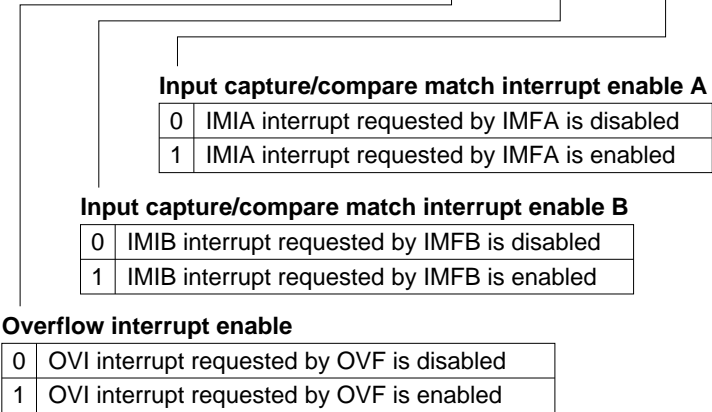 Input capture/compare match interrupt enable A
0 IMIA interrupt requested by IMFA is disabled
1 IMIA interrupt requested by IMFA is enabled
Input capture/compare match interrupt enable B
0 IMIB interrupt requested by IMFB is disabled
1 IMIB interrupt requested by IMFB is enabled
Overflow interrupt enable
0 OVI interrupt requested by OVF is disabled
1 OVI interrupt requested by OVF is enabled